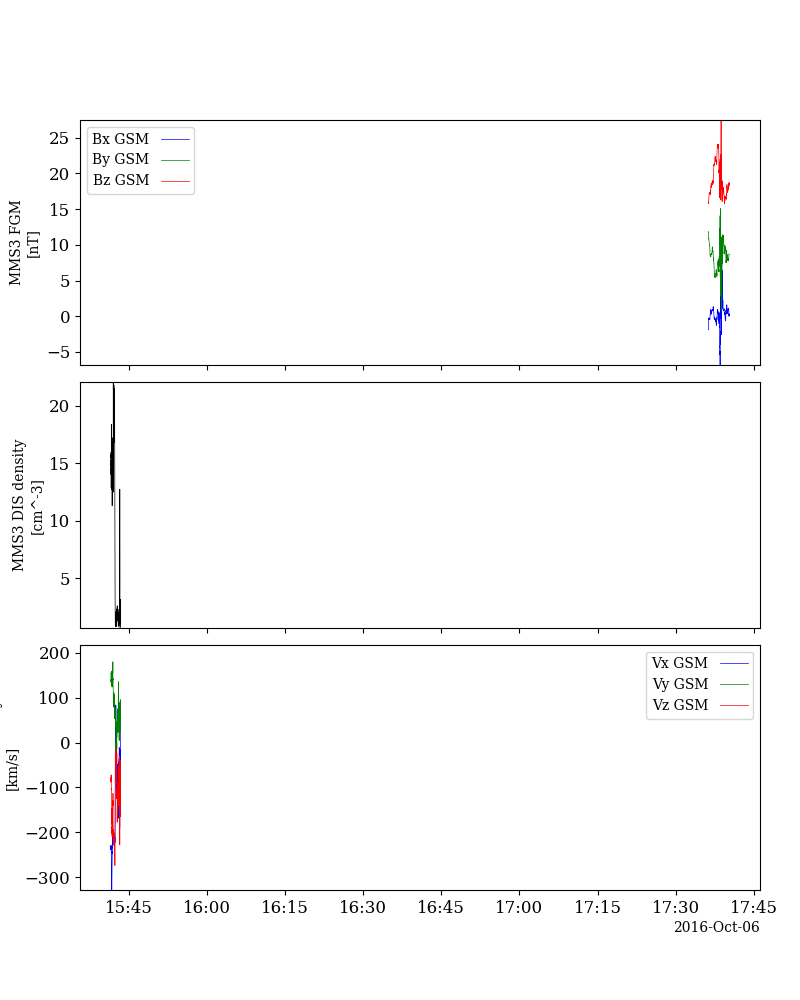 25
20
15
10
5
0
−5
MMS3 FGM
[nT]
Bx GSM
By GSM
Bz GSM
20
15
10
5
MMS3 DIS density
[cm^-3]
200
100
0
−100
−200
−300
[km/s]
Vx GSM
Vy GSM
Vz GSM
15:45 16:00 16:15 16:30 16:45 17:00 17:15 17:30 17:45
2016-Oct-06